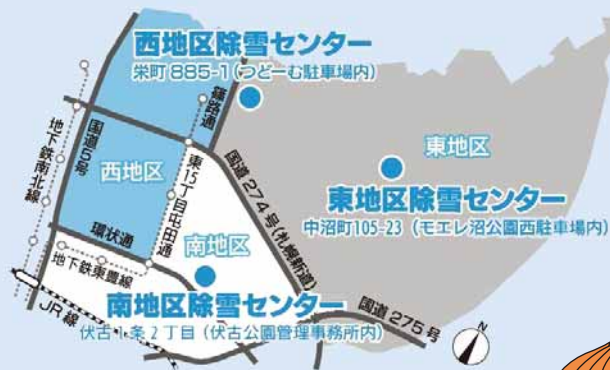 西地区除雪センター
栄町885-1（つどーむ駐車場内）
篠路通
地下鉄南北線
国道5号
西地区
東15丁目屯田通
国道274号（札幌新道）
東地区
東地区除雪センター
中沼町105-23（モエレ沼公園西駐車場内）
環状通
地下鉄東豊線
南地区
南地区除雪センター
伏古1条2丁目（伏古公園管理事務所内）
JR線
国道275号
N